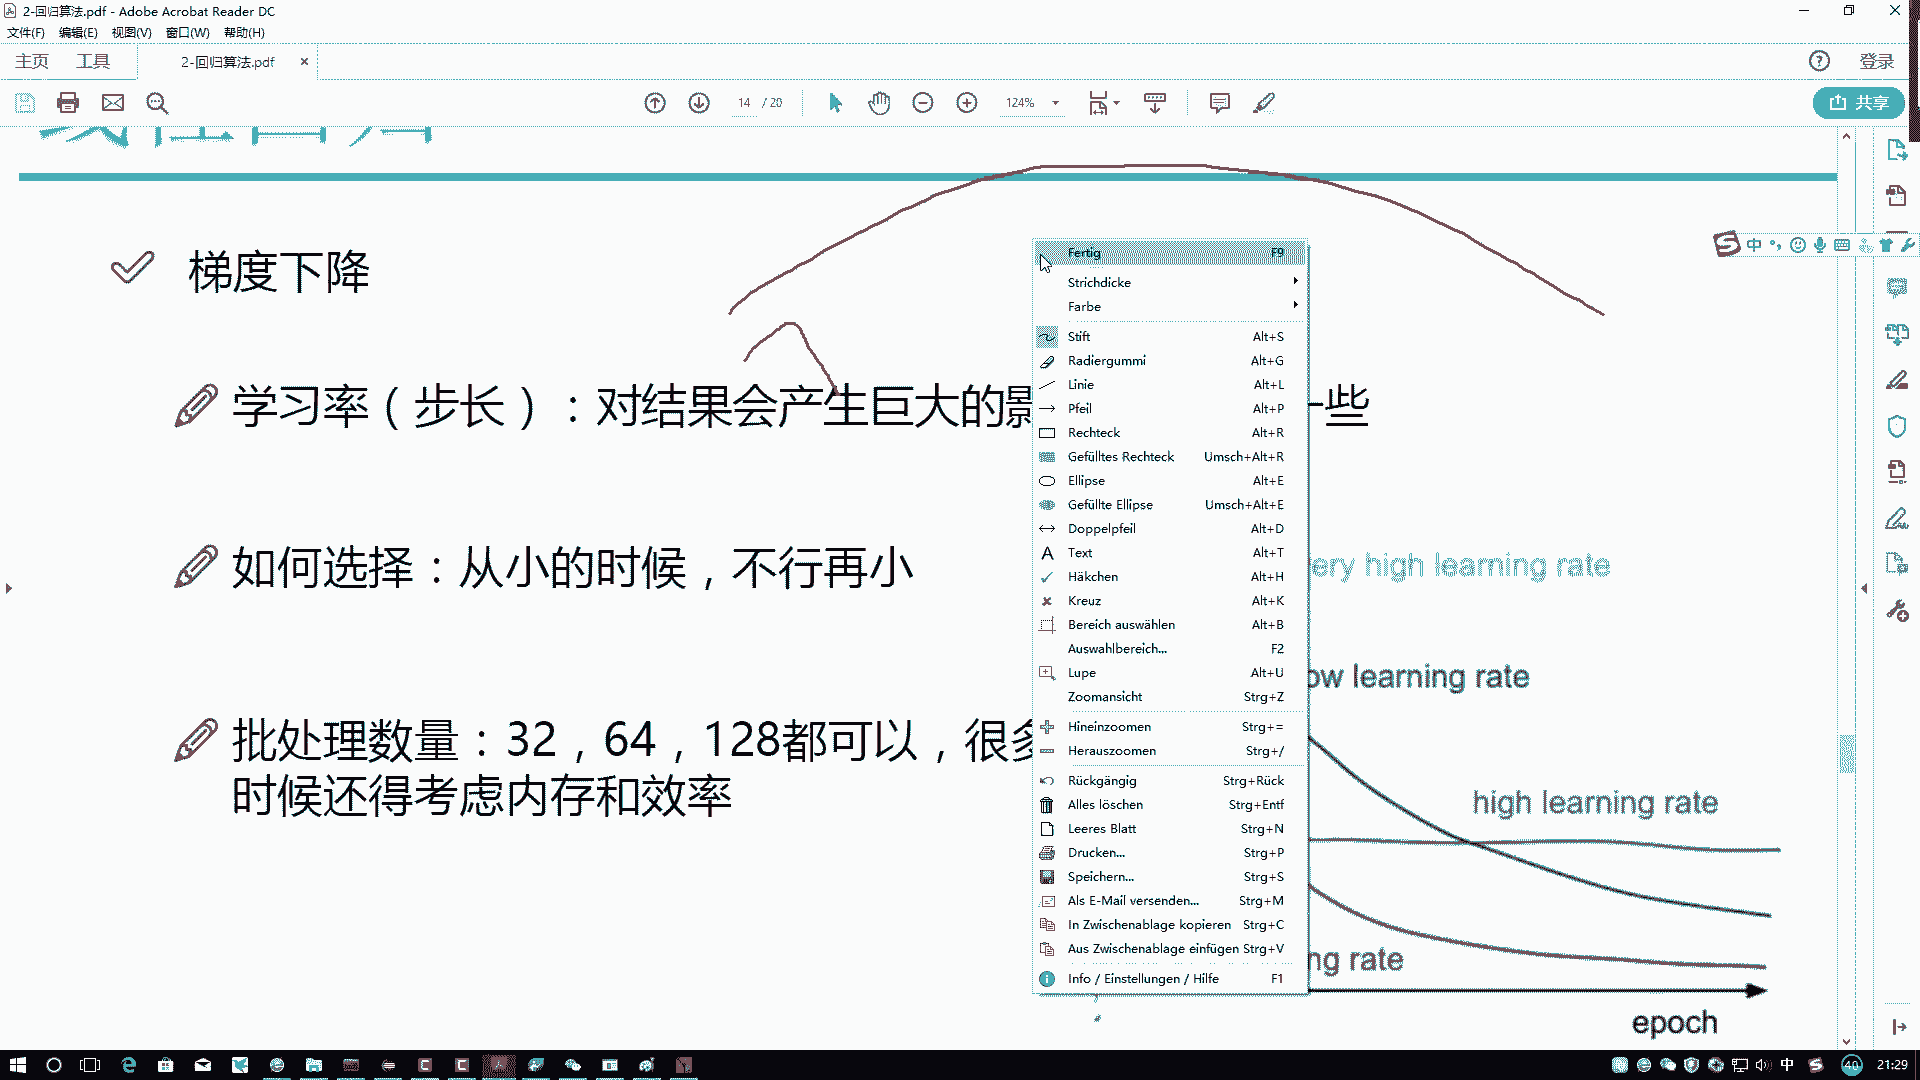 2-回归算法.pdf - Adobe Acrobat Reader DC
文件(F) 编辑(E) 视图(V) 窗口(W) 帮助(H)
主页 工具 2-回归算法.pdf × 登录
14 / 20 124% 共享
线性回归
中
梯度下降
学习率（步长）：对结果会产生巨大的影 一些
如何选择：从小的时候，不行再小
批处理数量：32，64，128都可以，很多
时候还得考虑内存和效率
Fertig F9
Strichdicke
Farbe
Stift Alt+S
Radiergummi Alt+G
Linie Alt+L
Pfeil Alt+P
Rechteck Alt+R
Gefülltes Rechteck Umsch+Alt+R
Ellipse Alt+E
Gefüllte Ellipse Umsch+Alt+E
Doppelpfeil Alt+D
Text Alt+T
Häkchen Alt+H
Kreuz Alt+K
Bereich auswählen Alt+B
Auswahlbereich... F2
Lupe Alt+U
Zoomansicht Strg+Z
Hineinzoomen Strg+=
Herauszoomen Strg+/
Rückgängig Strg+Rück
Alles löschen Strg+Entf
Leeres Blatt Strg+N
Drucken... Strg+P
Speichern... Strg+S
Als E-Mail versenden... Strg+M
In Zwischenablage kopieren Strg+C
Aus Zwischenablage einfügen Strg+V
Info / Einstellungen / Hilfe F1
ery high learning rate
ow learning rate
high learning rate
ng rate
epoch
中 40 21:29